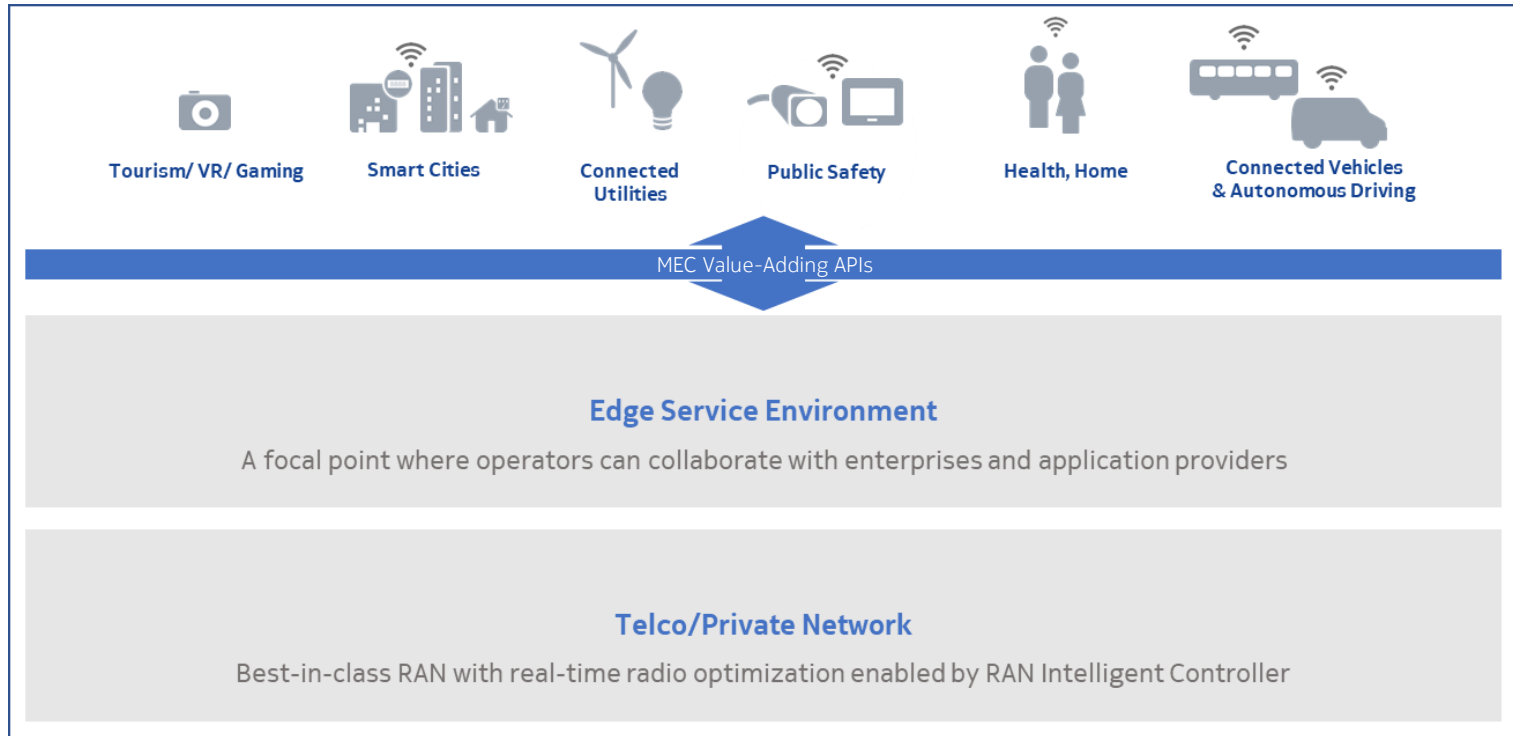 Tourism/ VR/ Gaming
Smart Cities
Connected
Utilities
Public Safety
Health, Home
Connected Vehicles
& Autonomous Driving
MEC Value-Adding APIs
Edge Service Environment
A focal point where operators can collaborate with enterprises and application providers
Telco/Private Network
Best-in-class RAN with real-time radio optimization enabled by RAN Intelligent Controller